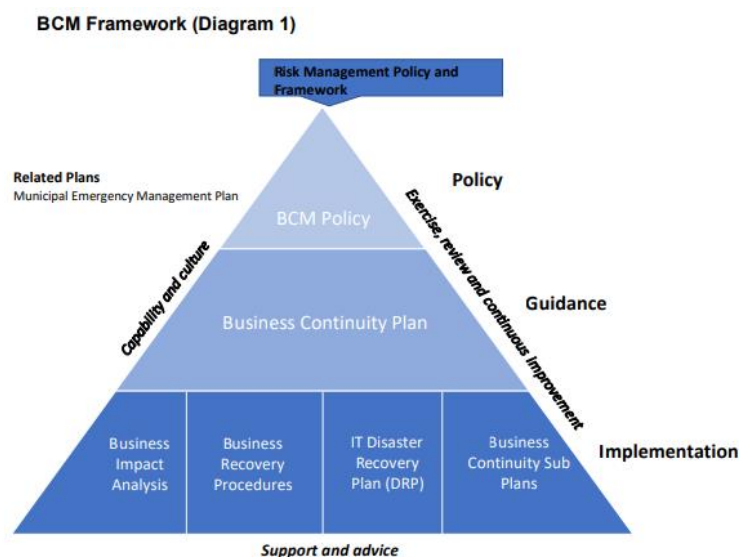 BCM Framework (Diagram 1)
Risk Management Policy and
Framework
Related Plans
Municipal Emergency Management Plan
Policy
BCM Policy
Capability and culture
Exercise, review and continuous improvement
Guidance
Business Continuity Plan
Implementation
Business
Impact
Analysis
Business
Recovery
Procedures
IT Disaster
Recovery
Plan (DRP)
Business
Continuity Sub
Plans
Support and advice